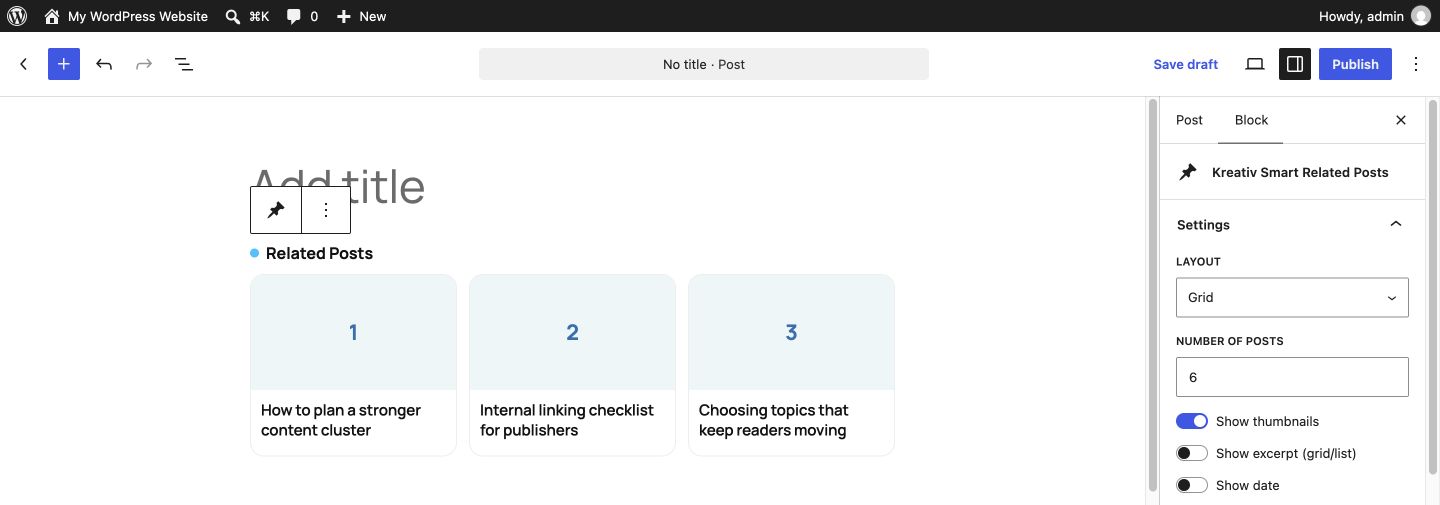 My WordPress Website ⌘K 0 New Howdy, admin
No title · Post Save draft Publish
Post Block
Add title
Kreativ Smart Related Posts
Settings
Related Posts
LAYOUT
Grid
1 2 3
NUMBER OF POSTS
6
How to plan a stronger
content cluster
Internal linking checklist
for publishers
Choosing topics that
keep readers moving
Show thumbnails
Show excerpt (grid/list)
Show date